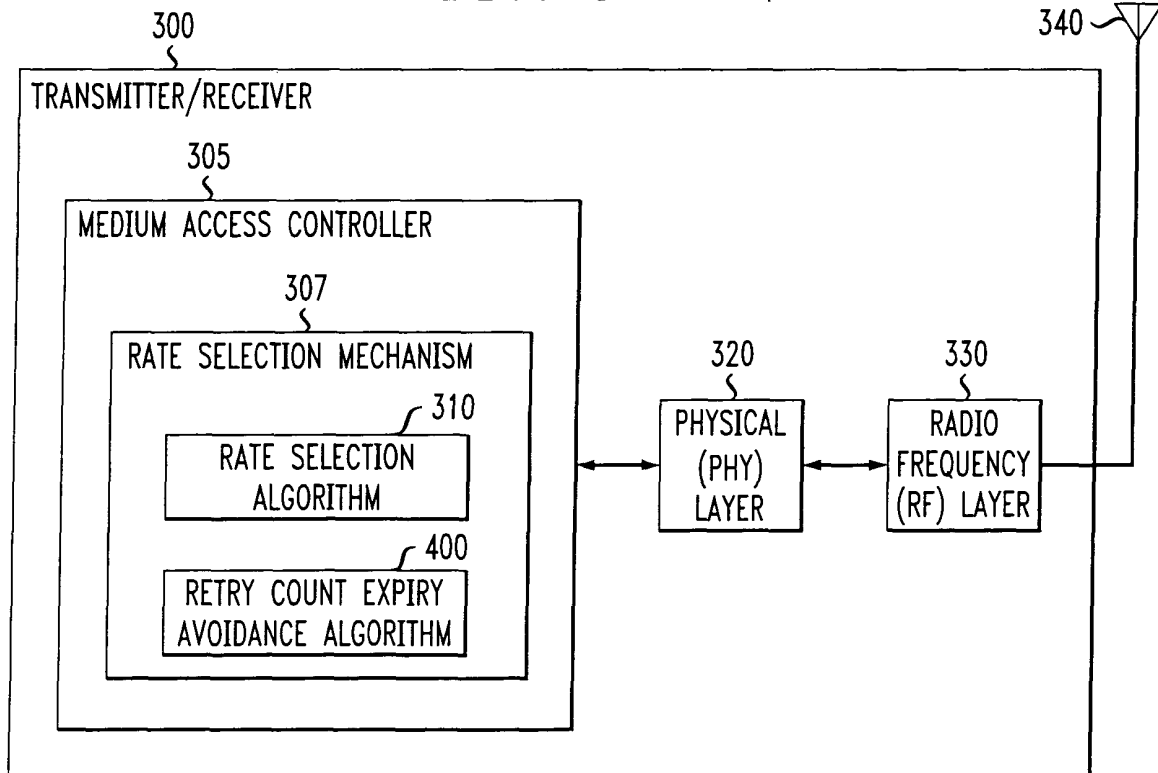 300
340
TRANSMITTER/RECEIVER
305
MEDIUM ACCESS CONTROLLER
307
RATE SELECTION MECHANISM
310
RATE SELECTION
ALGORITHM
400
RETRY COUNT EXPIRY
AVOIDANCE ALGORITHM
320
PHYSICAL
(PHY)
LAYER
330
RADIO
FREQUENCY
(RF) LAYER